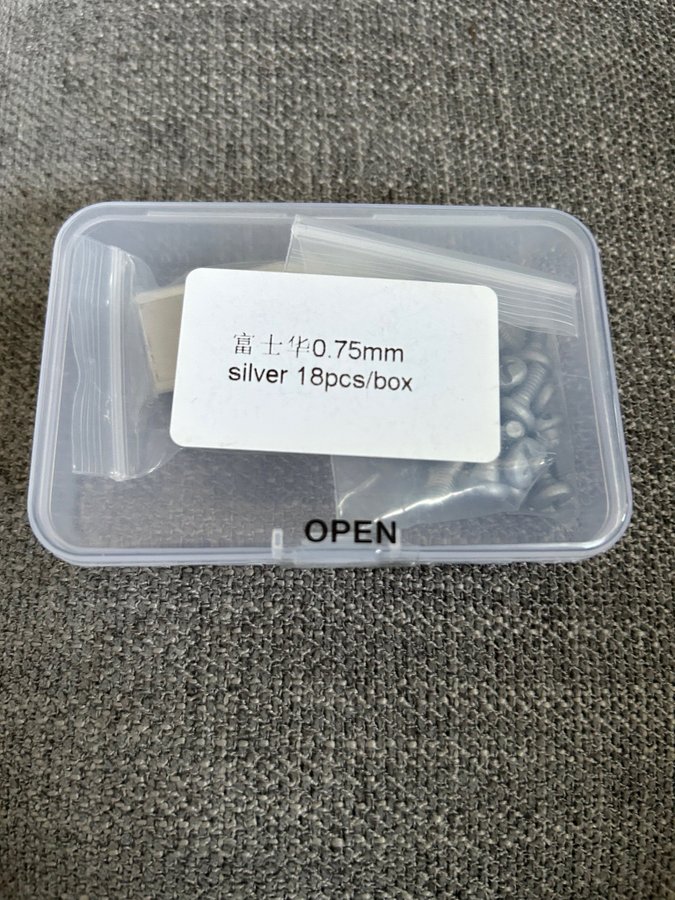 富士华0.75mm
silver 18pcs/box
OPEN